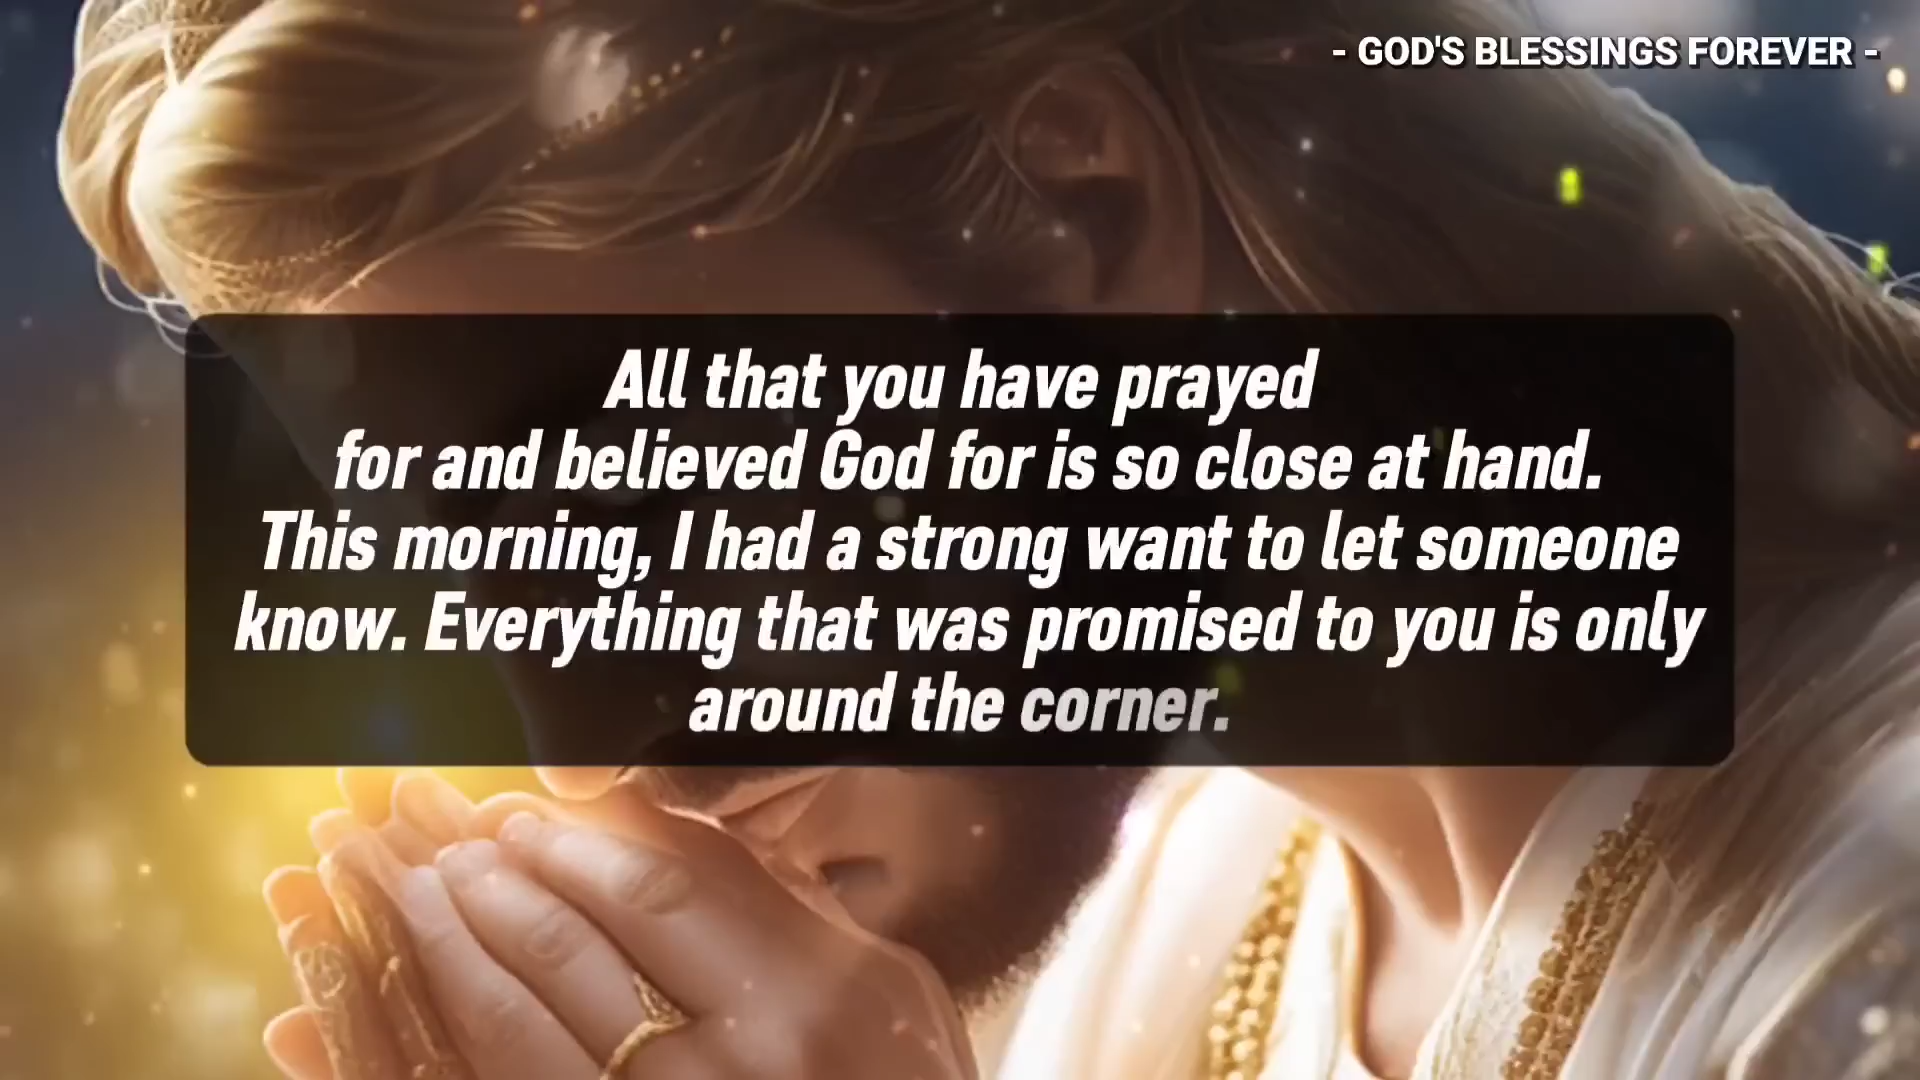 - GOD'S BLESSINGS FOREVER -
All that you have prayed
for and believed God for is so close at hand.
This morning, I had a strong want to let someone
know. Everything that was promised to you is only
around the corner.